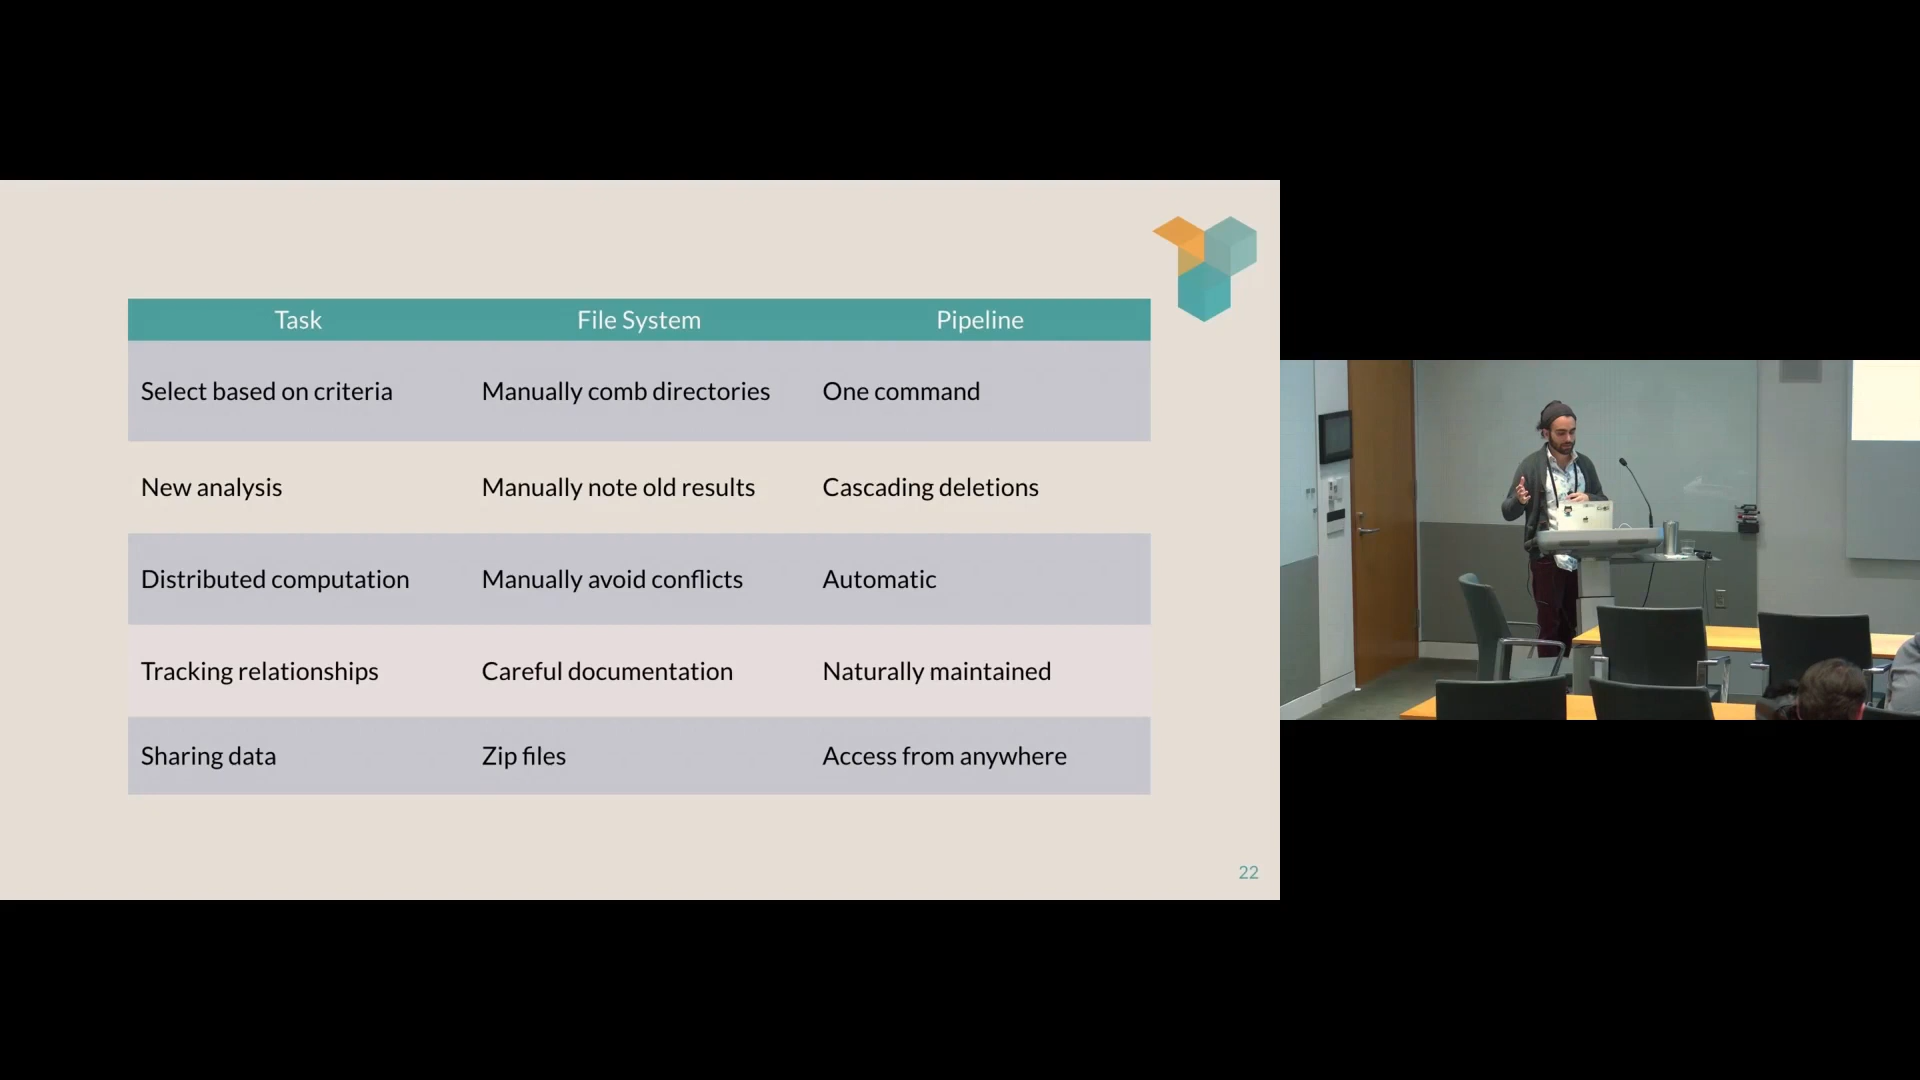 Task File System Pipeline
Select based on criteria Manually comb directories One command
New analysis Manually note old results Cascading deletions
Distributed computation Manually avoid conflicts Automatic
Tracking relationships Careful documentation Naturally maintained
Sharing data Zip files Access from anywhere
22